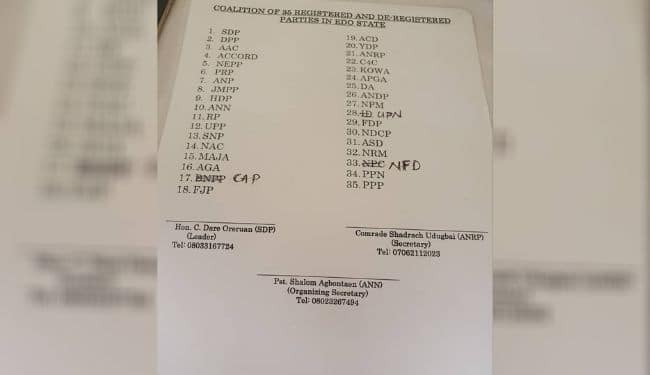 COALITION OF 35 REGISTERED AND DE-REGISTERED
PARTIES IN EDO STATE
1. SDP
2. DPP
3. AAC
4. ACCORD
5. NEPP
6. PRP
7. ANP
8. JMPP
9. HDP
10. ANN
11. RP
12. UPP
13. SNP
14. NAC
15. MAJA
16. AGA
17. BNPP CAP
18. FJP
19. ACD
20. YDP
21. ANRP
22. C4C
23. KOWA
24. APGA
25. DA
26. ANDP
27. NPM
28. ID UPN
29. FDP
30. NDCP
31. ASD
32. NRM
33. NPC NFD
34. PPN
35. PPP
Hon. C. Dare Oreruan (SDP)
(Leader)
Tel: 08033167724
Comrade Shadrach Udugbai (ANRP)
(Secretary)
Tel: 07062112023
Pst. Shalom Agbontaen (ANN)
(Organizing Secretary)
Tel: 08023267494